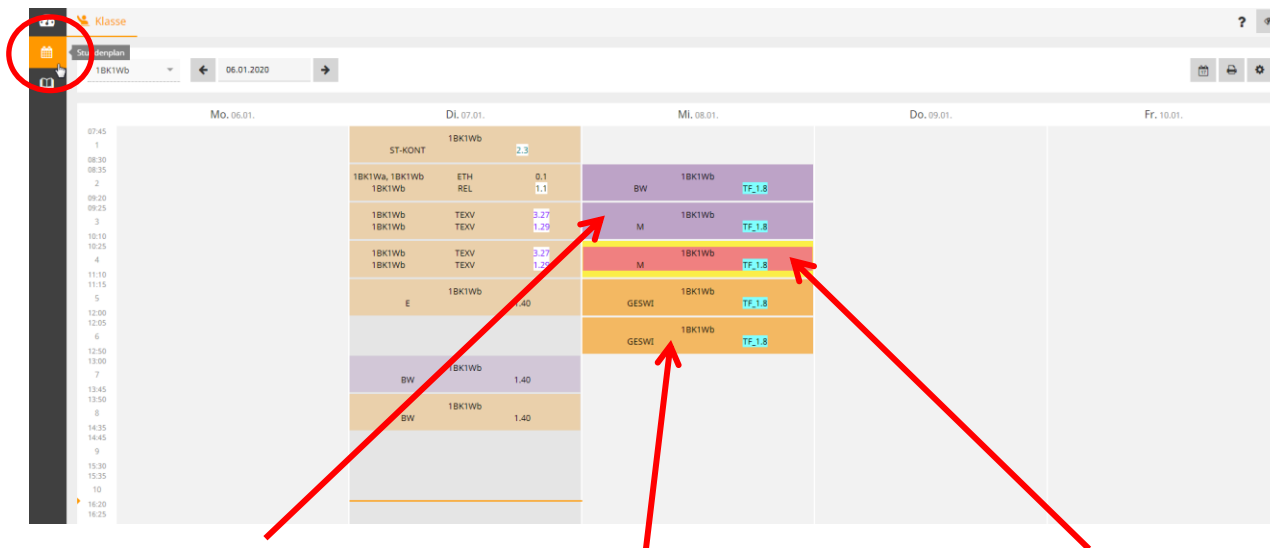 Klasse
?
Stundenplan
1BK1Wb 06.01.2020
Mo. 06.01. Di. 07.01. Mi. 08.01. Do. 09.01. Fr. 10.01.
07:45
1
08:30
1BK1Wb
ST-KONT 2.3
08:35
2
09:20
1BK1Wa, 1BK1Wb ETH 0.1
1BK1Wb REL 1.1
1BK1Wb
BW TF_1.8
09:25
3
10:10
1BK1Wb TEXV 3.27
1BK1Wb TEXV 1.29
1BK1Wb
M TF_1.8
10:25
4
11:10
1BK1Wb TEXV 3.27
1BK1Wb TEXV 1.29
1BK1Wb
M TF_1.8
11:15
5
12:00
1BK1Wb
E 1.40
1BK1Wb
GESWI TF_1.8
12:05
6
12:50
1BK1Wb
GESWI TF_1.8
13:00
7
13:45
1BK1Wb
BW 1.40
13:50
8
14:35
1BK1Wb
BW 1.40
14:45
9
15:30
15:35
10
16:20
16:25